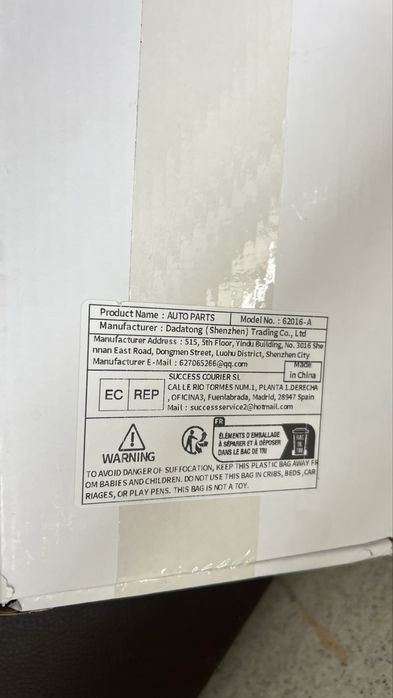 Product Name : AUTO PARTS Model No. : 62016-A
Manufacturer : Dadatong (Shenzhen) Trading Co., Ltd
Manufacturer Address : 515, 5th Floor, Yindu Building, No. 3016 She
nnan East Road, Dongmen Street, Luohu District, Shenzhen City
Manufacturer E-Mail : 627065266@qq.com
Made
in China
EC REP
SUCCESS COURIER SL
CALLE RIO TORMES NUM.1, PLANTA 1.DERECHA
,OFICINA3, Fuenlabrada, Madrid, 28947 Spain
Mail : successservice2@hotmail.com
WARNING
FR
ÉLÉMENTS D'EMBALLAGE
À SÉPARER ET À DÉPOSER
DANS LE BAC DE TRI
BAC
DE
TRI
TO AVOID DANGER OF SUFFOCATION, KEEP THIS PLASTIC BAG AWAY FR
OM BABIES AND CHILDREN. DO NOT USE THIS BAG IN CRIBS, BEDS ,CAR
RIAGES, OR PLAY PENS. THIS BAG IS NOT A TOY.